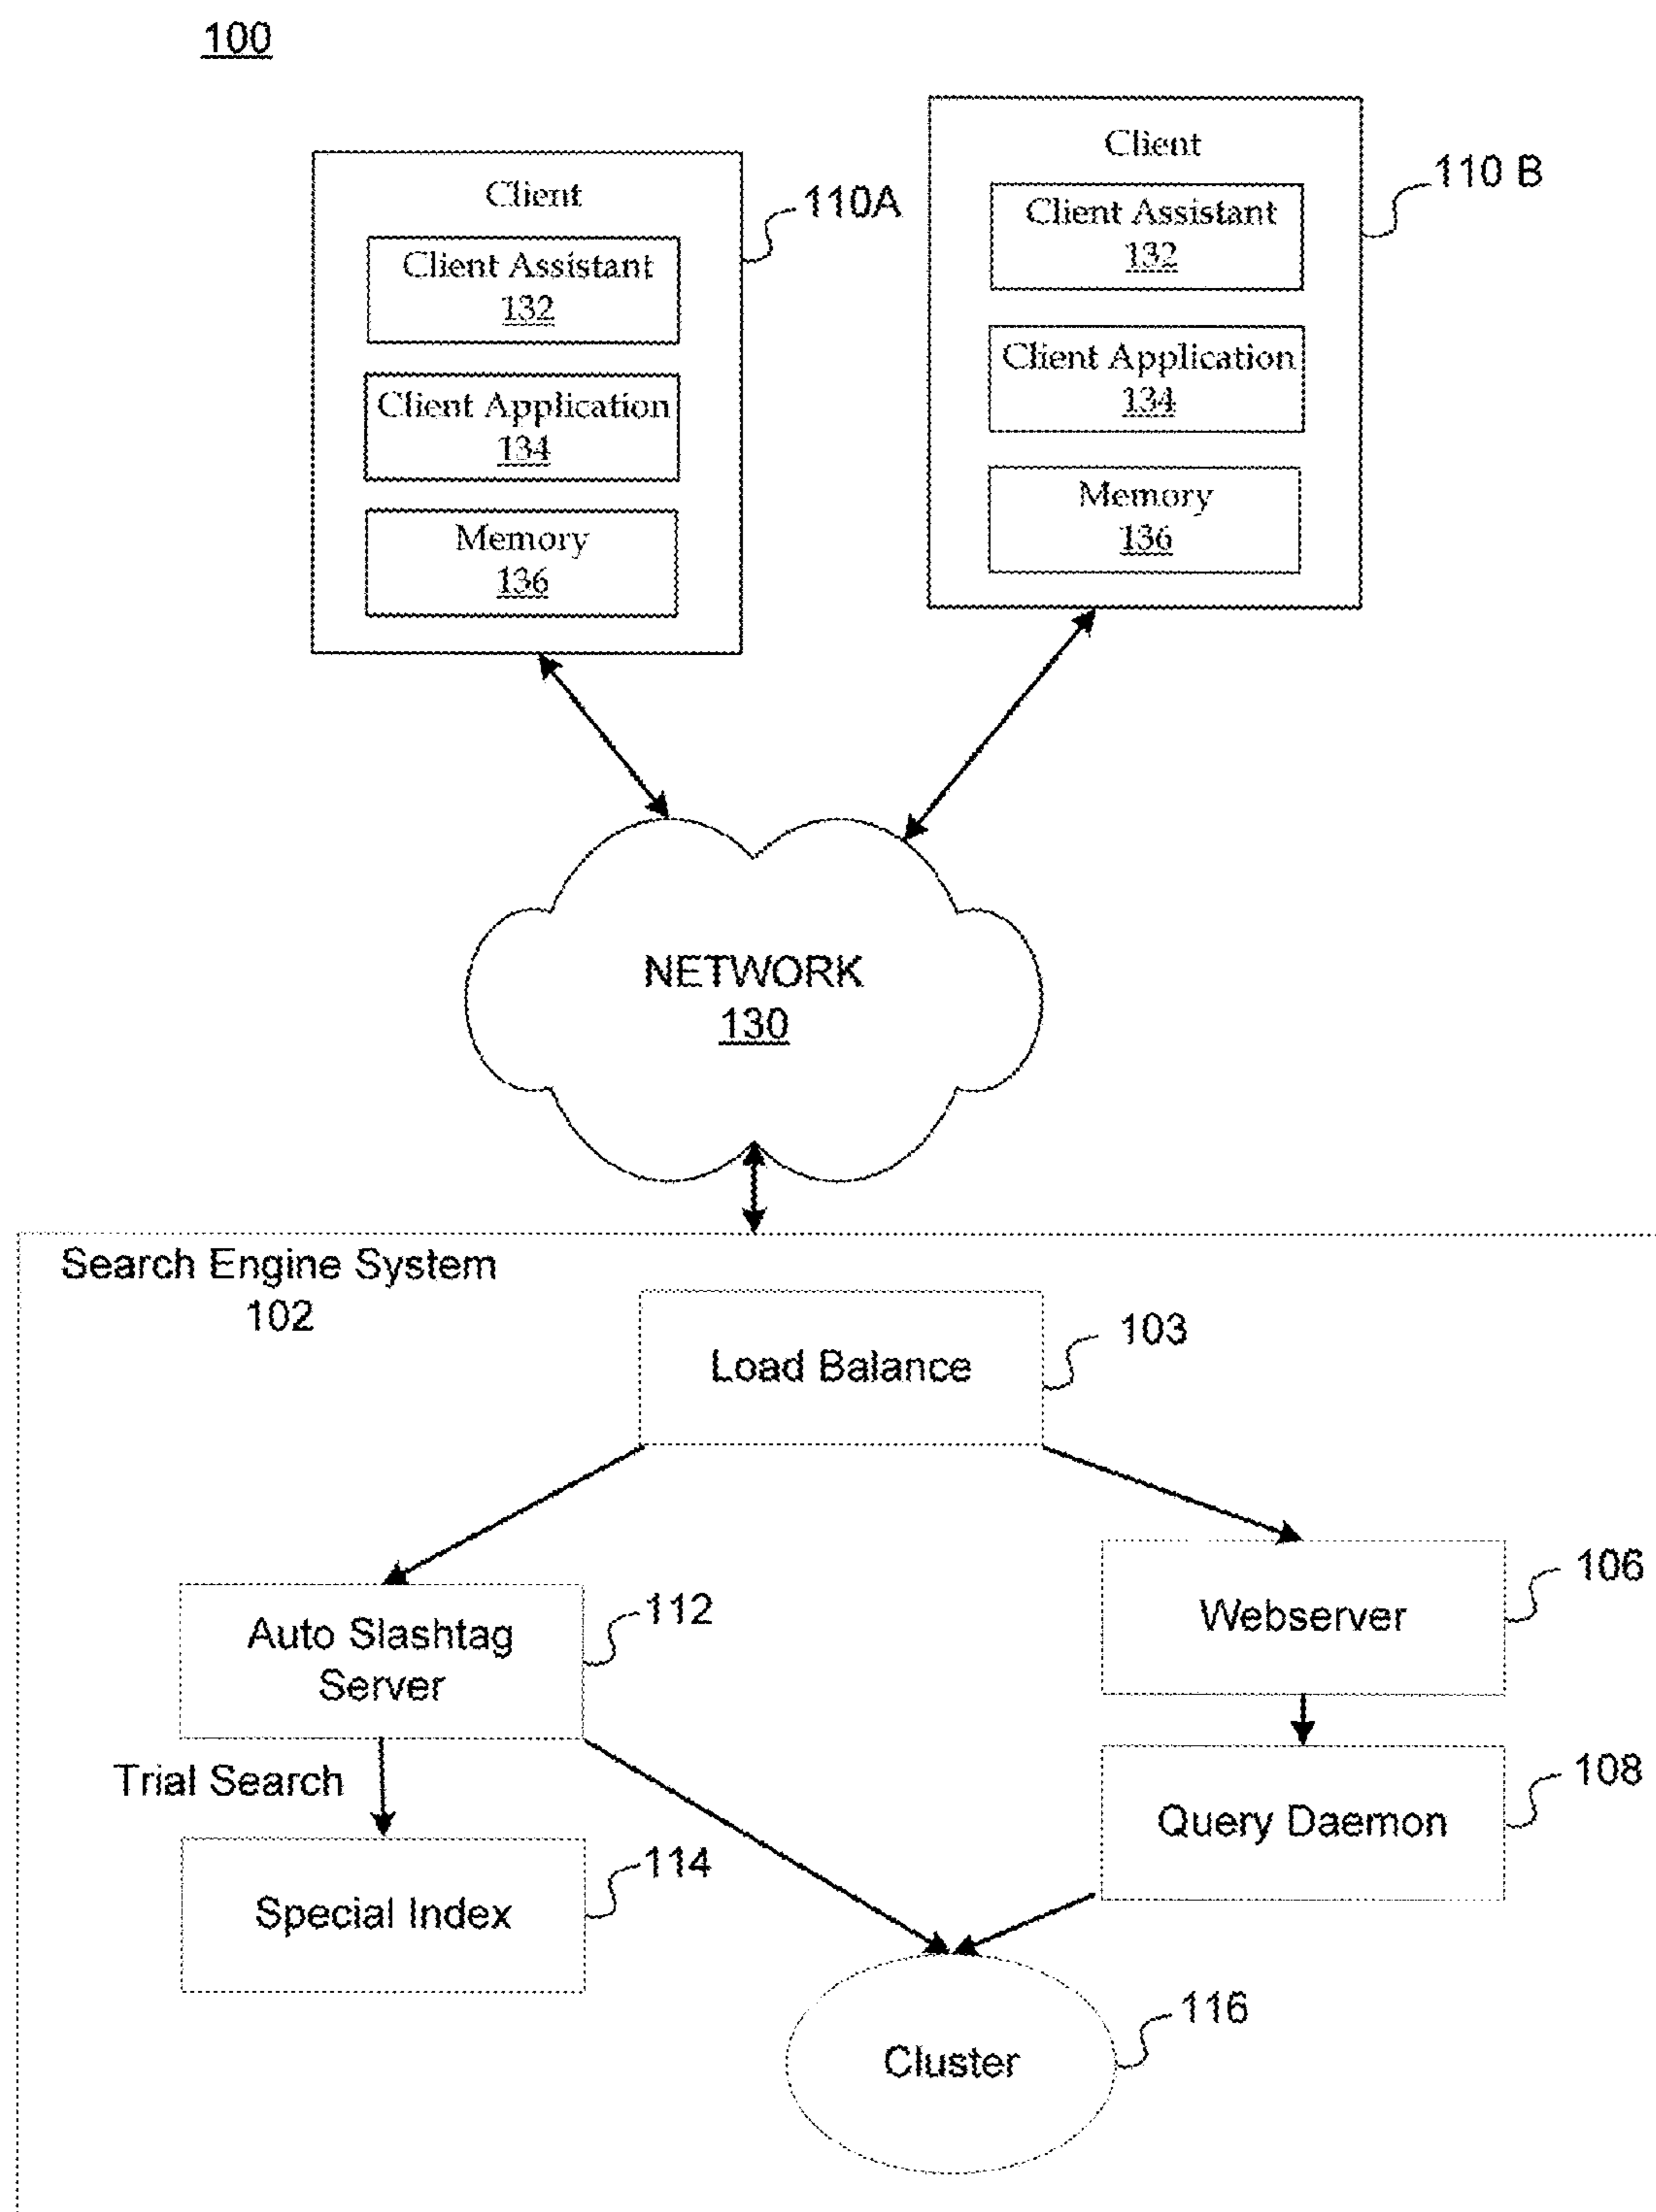 100
Client
110A
Client Assistant
132
Client Application
134
Memory
136
Client
110 B
Client Assistant
132
Client Application
134
Memory
136
NETWORK
130
Search Engine System
102
Load Balance
103
Auto Slashtag
Server
112
Webserver
106
Trial Search
Query Daemon
108
Special Index
114
Cluster
116